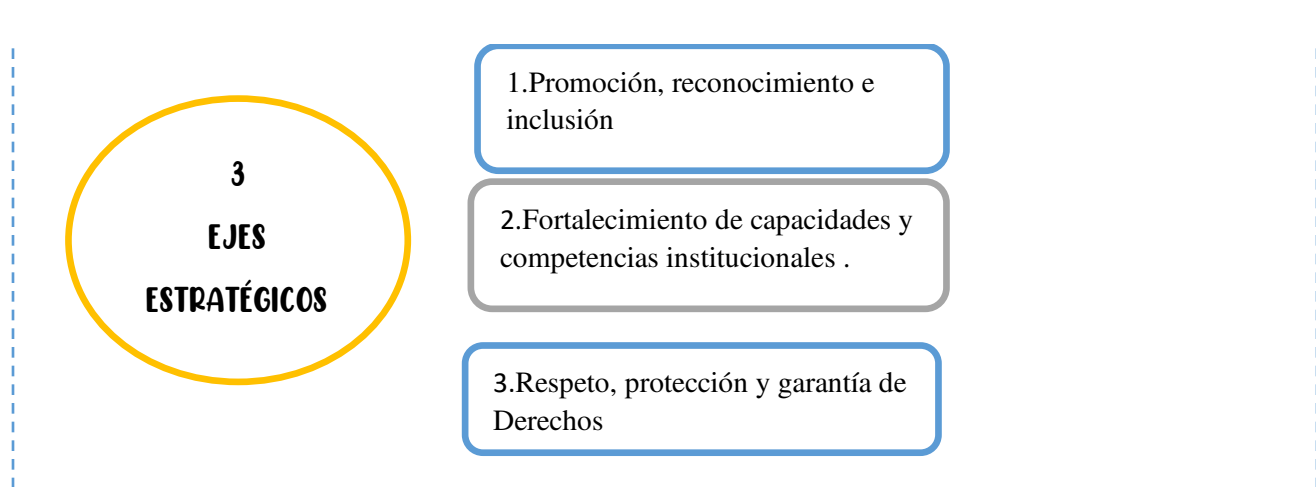 3
EJES
ESTRATÉGICOS
1.Promoción, reconocimiento e
inclusión
2.Fortalecimiento de capacidades y
competencias institucionales .
3.Respeto, protección y garantía de
Derechos